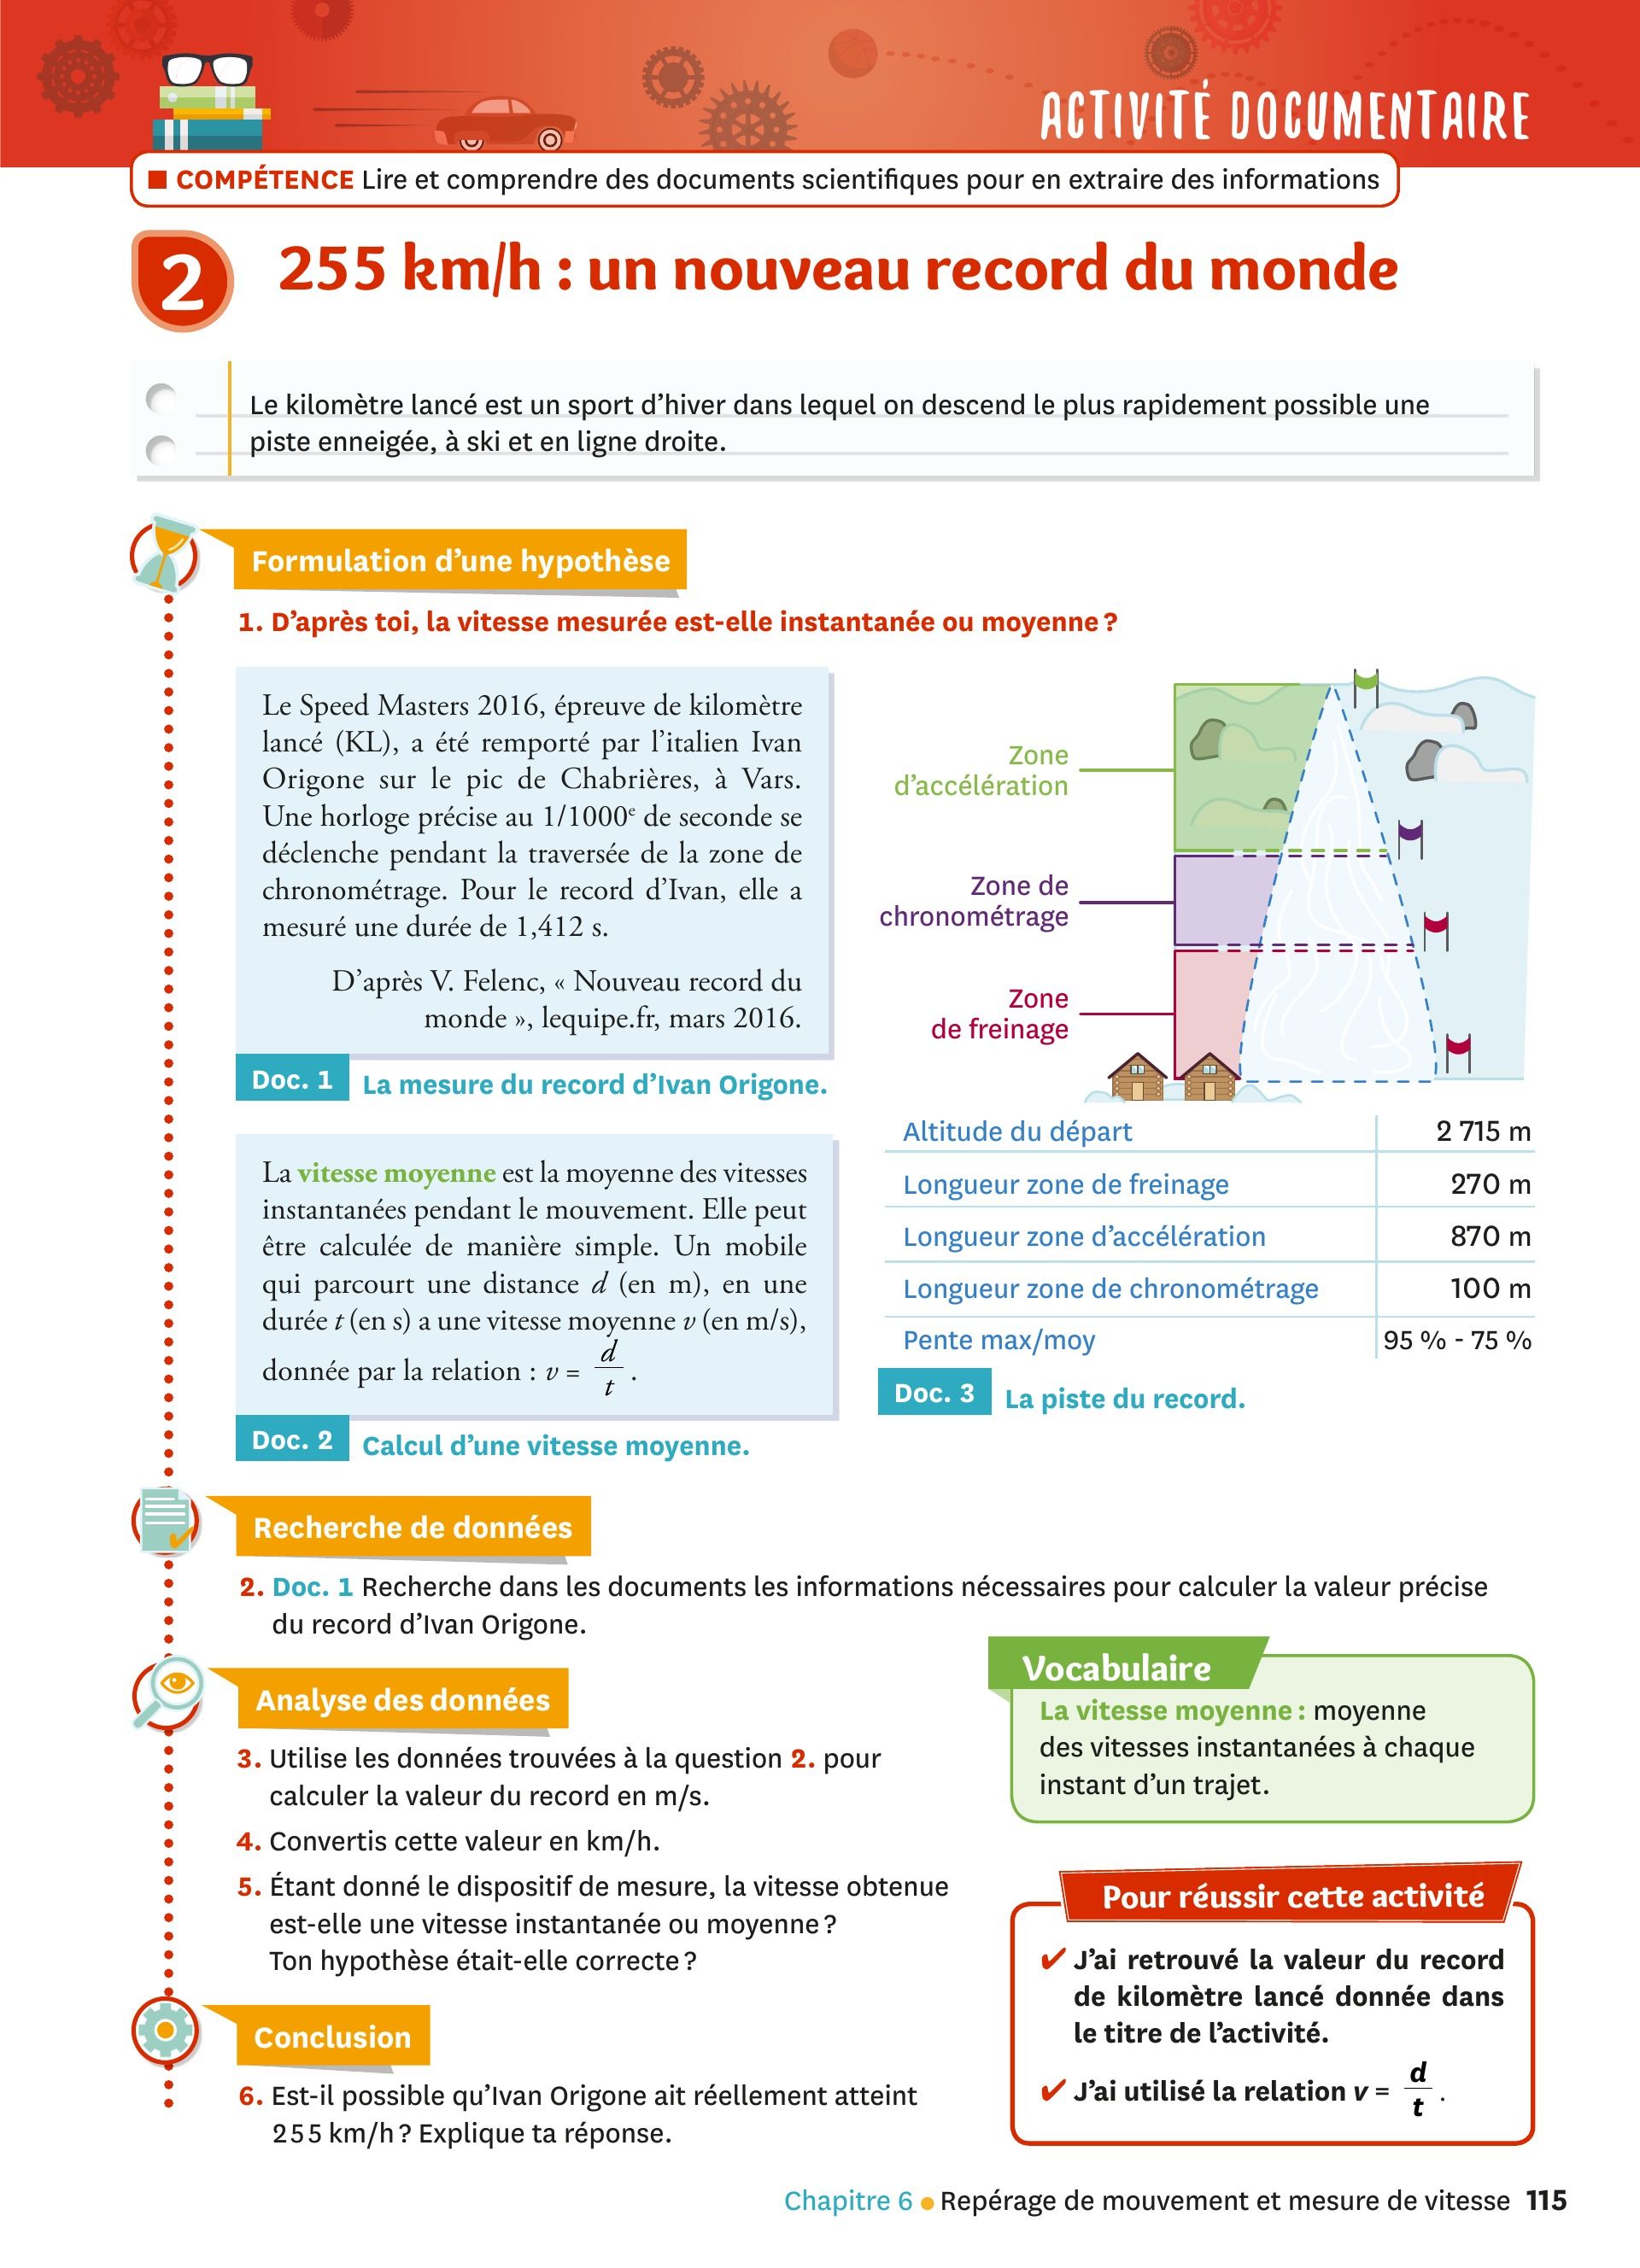 ACTIVITÉ DOCUMENTAIRE
■ COMPÉTENCE Lire et comprendre des documents scientifiques pour en extraire des informations
2
255 km/h : un nouveau record du monde
Le kilomètre lancé est un sport d’hiver dans lequel on descend le plus rapidement possible une
piste enneigée, à ski et en ligne droite.
Formulation d’une hypothèse
1. D’après toi, la vitesse mesurée est-elle instantanée ou moyenne ?
Le Speed Masters 2016, épreuve de kilomètre
lancé (KL), a été remporté par l’italien Ivan
Origone sur le pic de Chabrières, à Vars.
Une horloge précise au 1/1000e de seconde se
déclenche pendant la traversée de la zone de
chronométrage. Pour le record d’Ivan, elle a
mesuré une durée de 1,412 s.
D’après V. Felenc, « Nouveau record du
monde », lequipe.fr, mars 2016.
Doc. 1 La mesure du record d’Ivan Origone.
La vitesse moyenne est la moyenne des vitesses
instantanées pendant le mouvement. Elle peut
être calculée de manière simple. Un mobile
qui parcourt une distance d (en m), en une
durée t (en s) a une vitesse moyenne v (en m/s),
donnée par la relation : v = d/t .
Doc. 2 Calcul d’une vitesse moyenne.
Zone
d’accélération
Zone de
chronométrage
Zone
de freinage
Altitude du départ 2 715 m
Longueur zone de freinage 270 m
Longueur zone d’accélération 870 m
Longueur zone de chronométrage 100 m
Pente max/moy 95 % - 75 %
Doc. 3 La piste du record.
Recherche de données
2. Doc. 1 Recherche dans les documents les informations nécessaires pour calculer la valeur précise
du record d’Ivan Origone.
Analyse des données
3. Utilise les données trouvées à la question 2. pour
calculer la valeur du record en m/s.
4. Convertis cette valeur en km/h.
5. Étant donné le dispositif de mesure, la vitesse obtenue
est-elle une vitesse instantanée ou moyenne ?
Ton hypothèse était-elle correcte ?
Conclusion
6. Est-il possible qu’Ivan Origone ait réellement atteint
255 km/h ? Explique ta réponse.
Vocabulaire
La vitesse moyenne : moyenne
des vitesses instantanées à chaque
instant d’un trajet.
Pour réussir cette activité
✔ J’ai retrouvé la valeur du record
de kilomètre lancé donnée dans
le titre de l’activité.
✔ J’ai utilisé la relation v = d/t .
Chapitre 6 ● Repérage de mouvement et mesure de vitesse 115